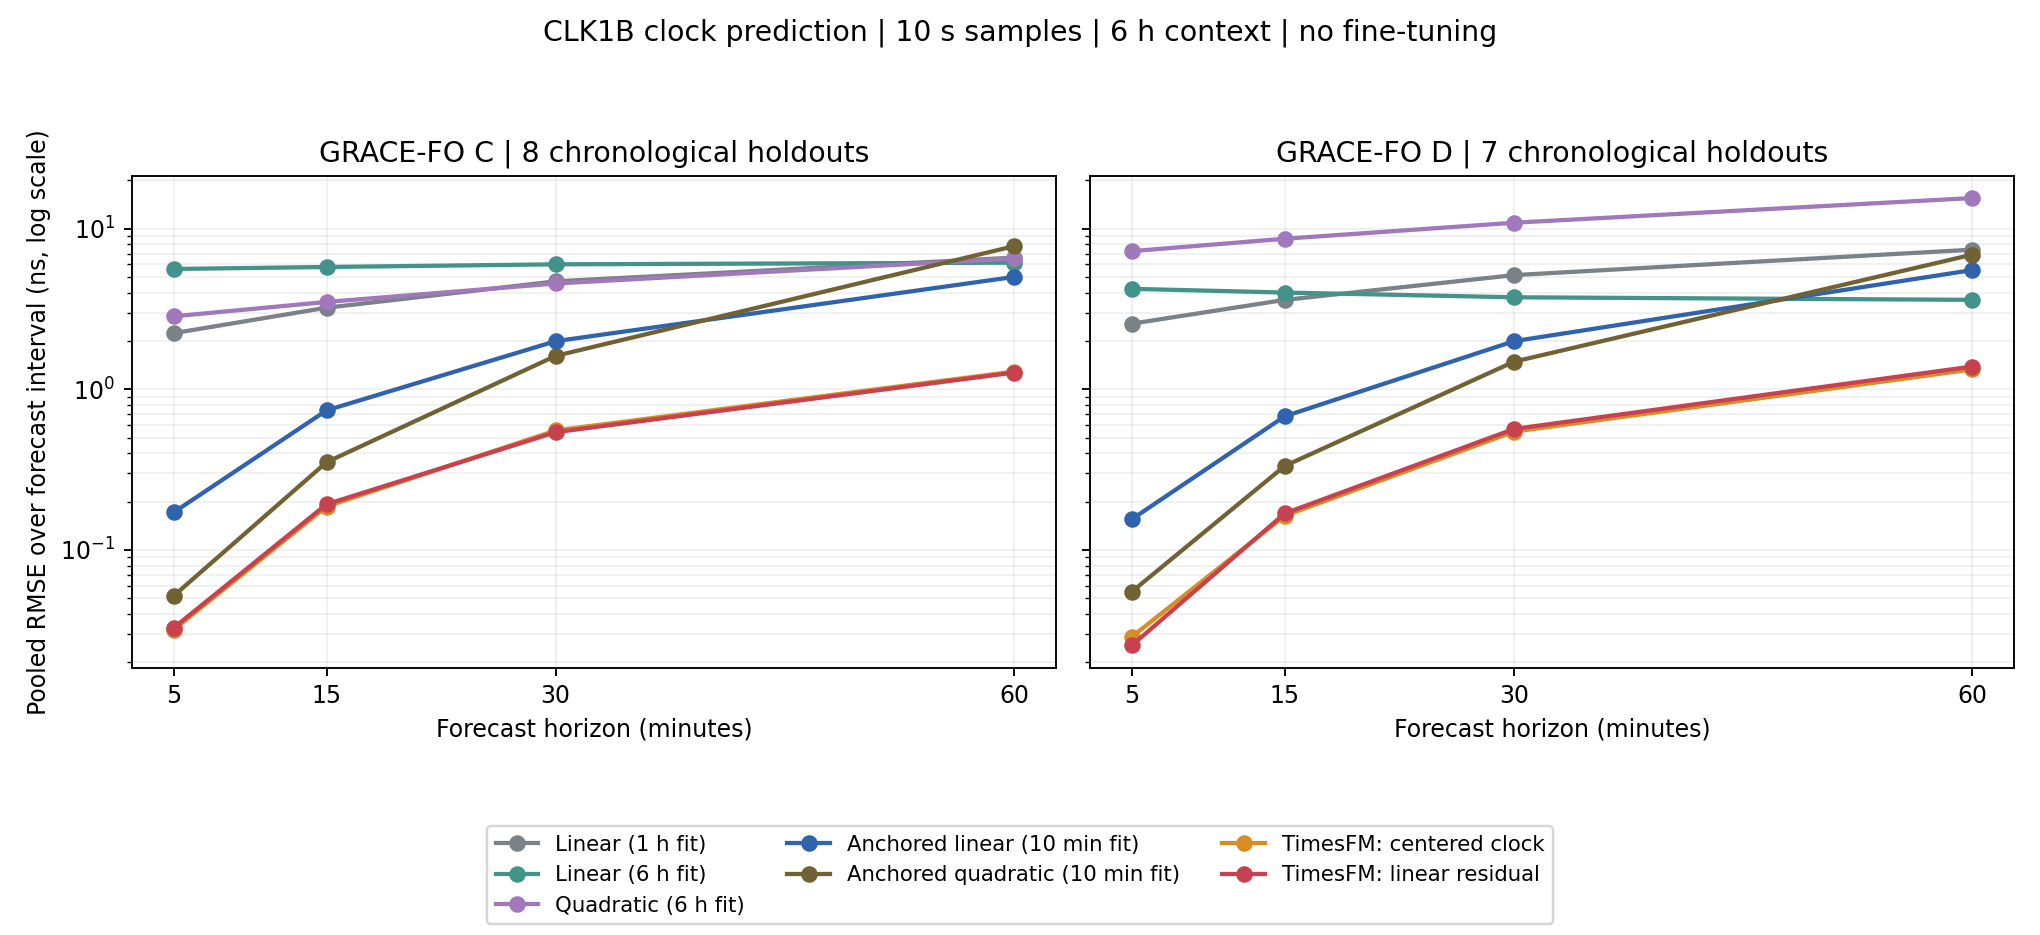 CLK1B clock prediction | 10 s samples | 6 h context | no fine-tuning
GRACE-FO C | 8 chronological holdouts
GRACE-FO D | 7 chronological holdouts
Pooled RMSE over forecast interval (ns, log scale)
10¹
10⁰
10⁻¹
5 15 30 60
5 15 30 60
Forecast horizon (minutes)
Forecast horizon (minutes)
Linear (1 h fit)
Linear (6 h fit)
Quadratic (6 h fit)
Anchored linear (10 min fit)
Anchored quadratic (10 min fit)
TimesFM: centered clock
TimesFM: linear residual